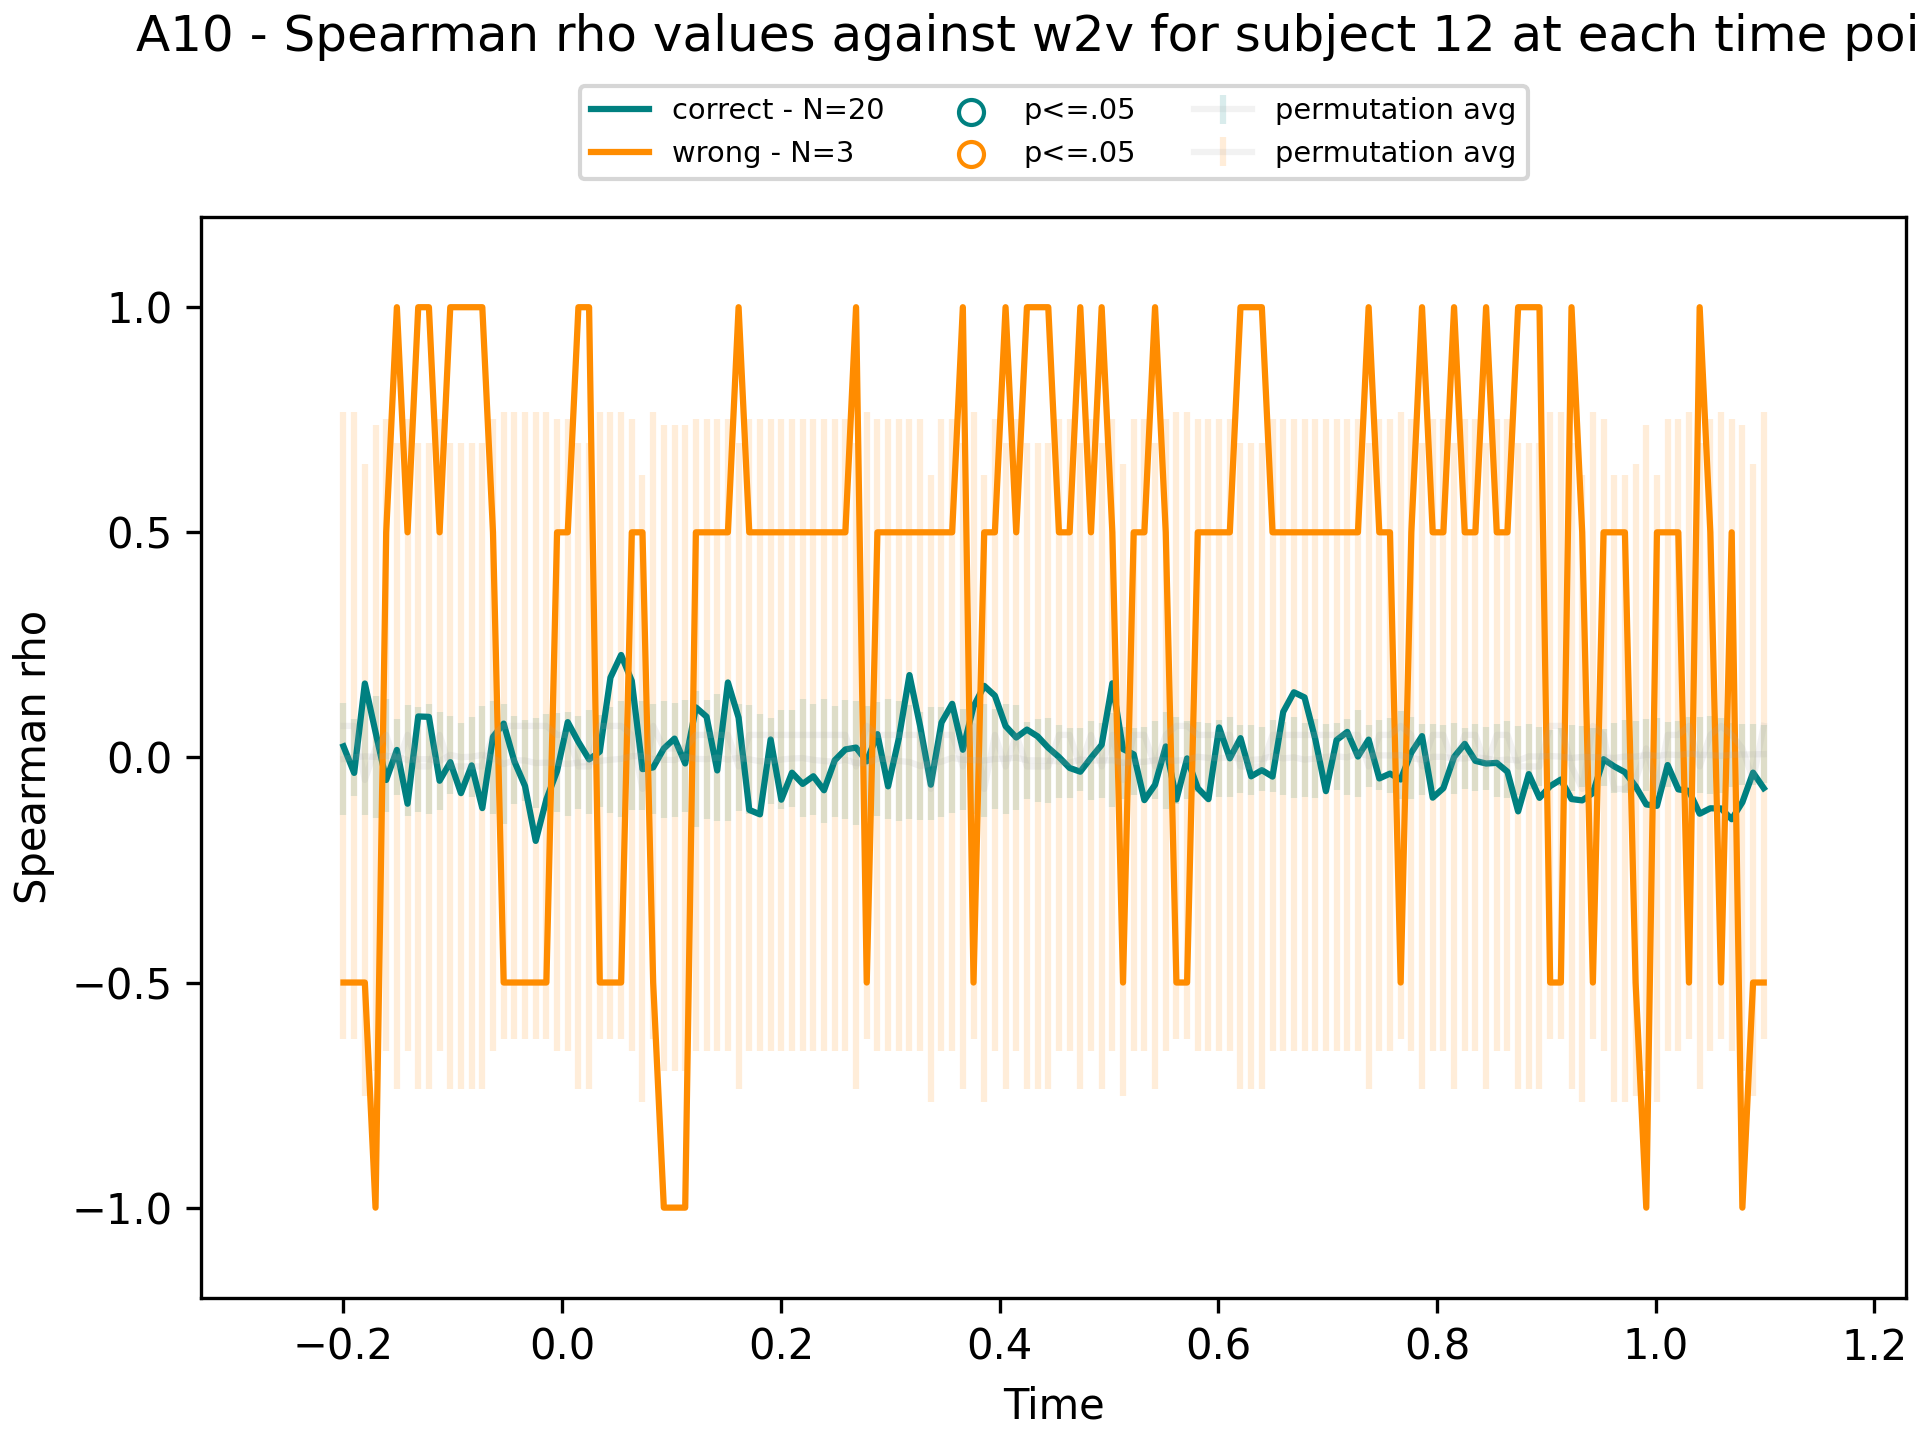 A10 - Spearman rho values against w2v for subject 12 at each time poi
correct - N=20
wrong - N=3
p<=.05
p<=.05
permutation avg
permutation avg
1.0
0.5
0.0
−0.5
−1.0
Spearman rho
−0.2 0.0 0.2 0.4 0.6 0.8 1.0 1.2
Time